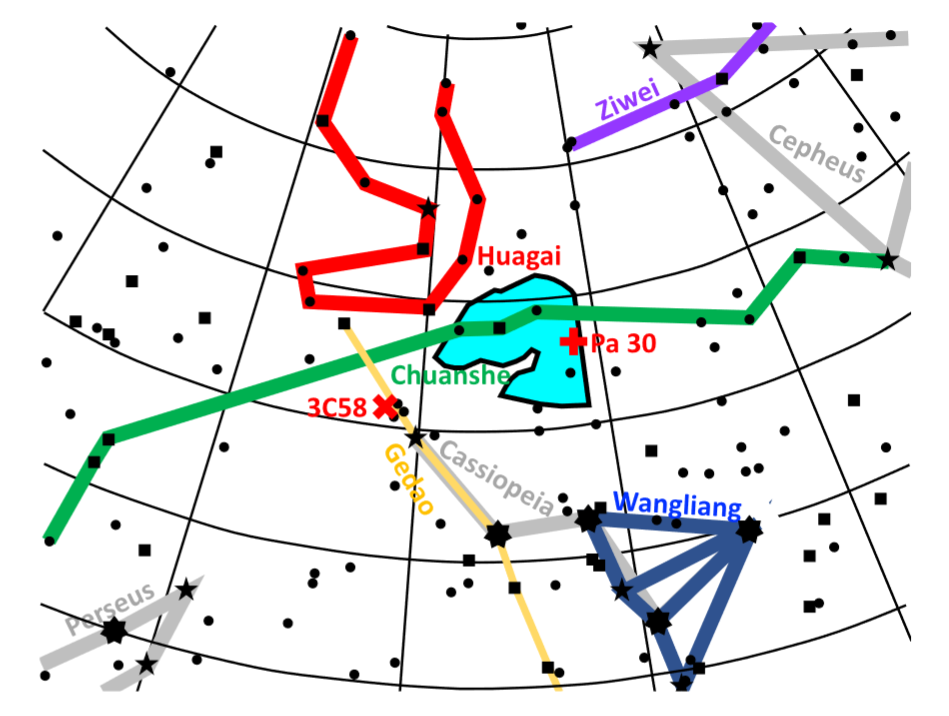 Ziwei
Cepheus
Huagai
Pa 30
Chuanshe
3C58
Gedao
Cassiopeia
Wangliang
Perseus